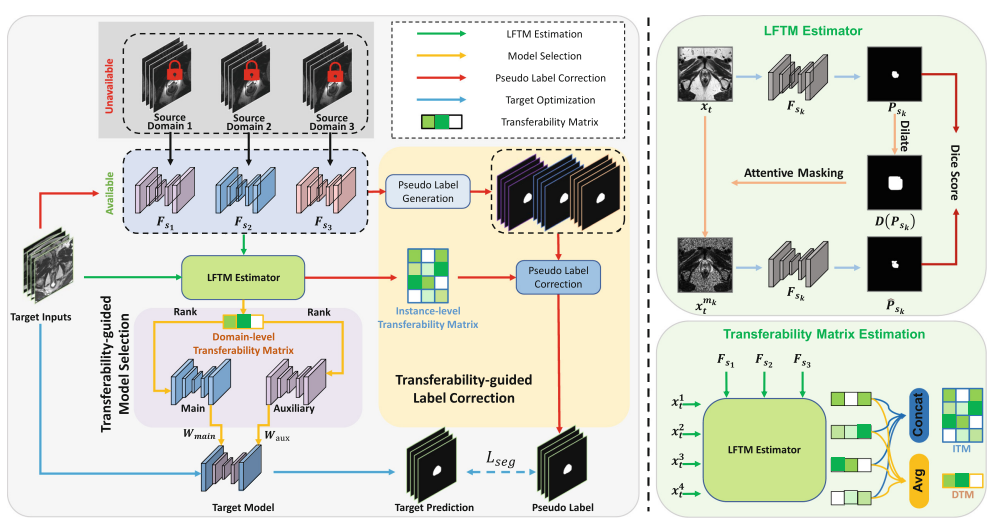 Unavailable
Source
Domain 1
Source
Domain 2
Source
Domain 3
LFTM Estimation
Model Selection
Pseudo Label Correction
Target Optimization
Transferability Matrix
Available
F_{s_1}
F_{s_2}
F_{s_3}
Pseudo Label
Generation
LFTM Estimator
Pseudo Label
Correction
Target Inputs
Instance-level
Transferability Matrix
Transferability-guided
Model Selection
Rank
Rank
Domain-level
Transferability Matrix
Main
Auxiliary
W_{main}
W_{aux}
Transferability-guided
Label Correction
L_{seg}
Target Model
Target Prediction
Pseudo Label
LFTM Estimator
x_t
F_{s_k}
P_{s_k}
Dilate
Dice Score
Attentive Masking
D(P_{s_k})
x_t^{m_k}
F_{s_k}
P̄_{s_k}
Transferability Matrix Estimation
F_{s_1}
F_{s_2}
F_{s_3}
x_t^1
x_t^2
x_t^3
x_t^4
LFTM Estimator
Concat
Avg
ITM
DTM